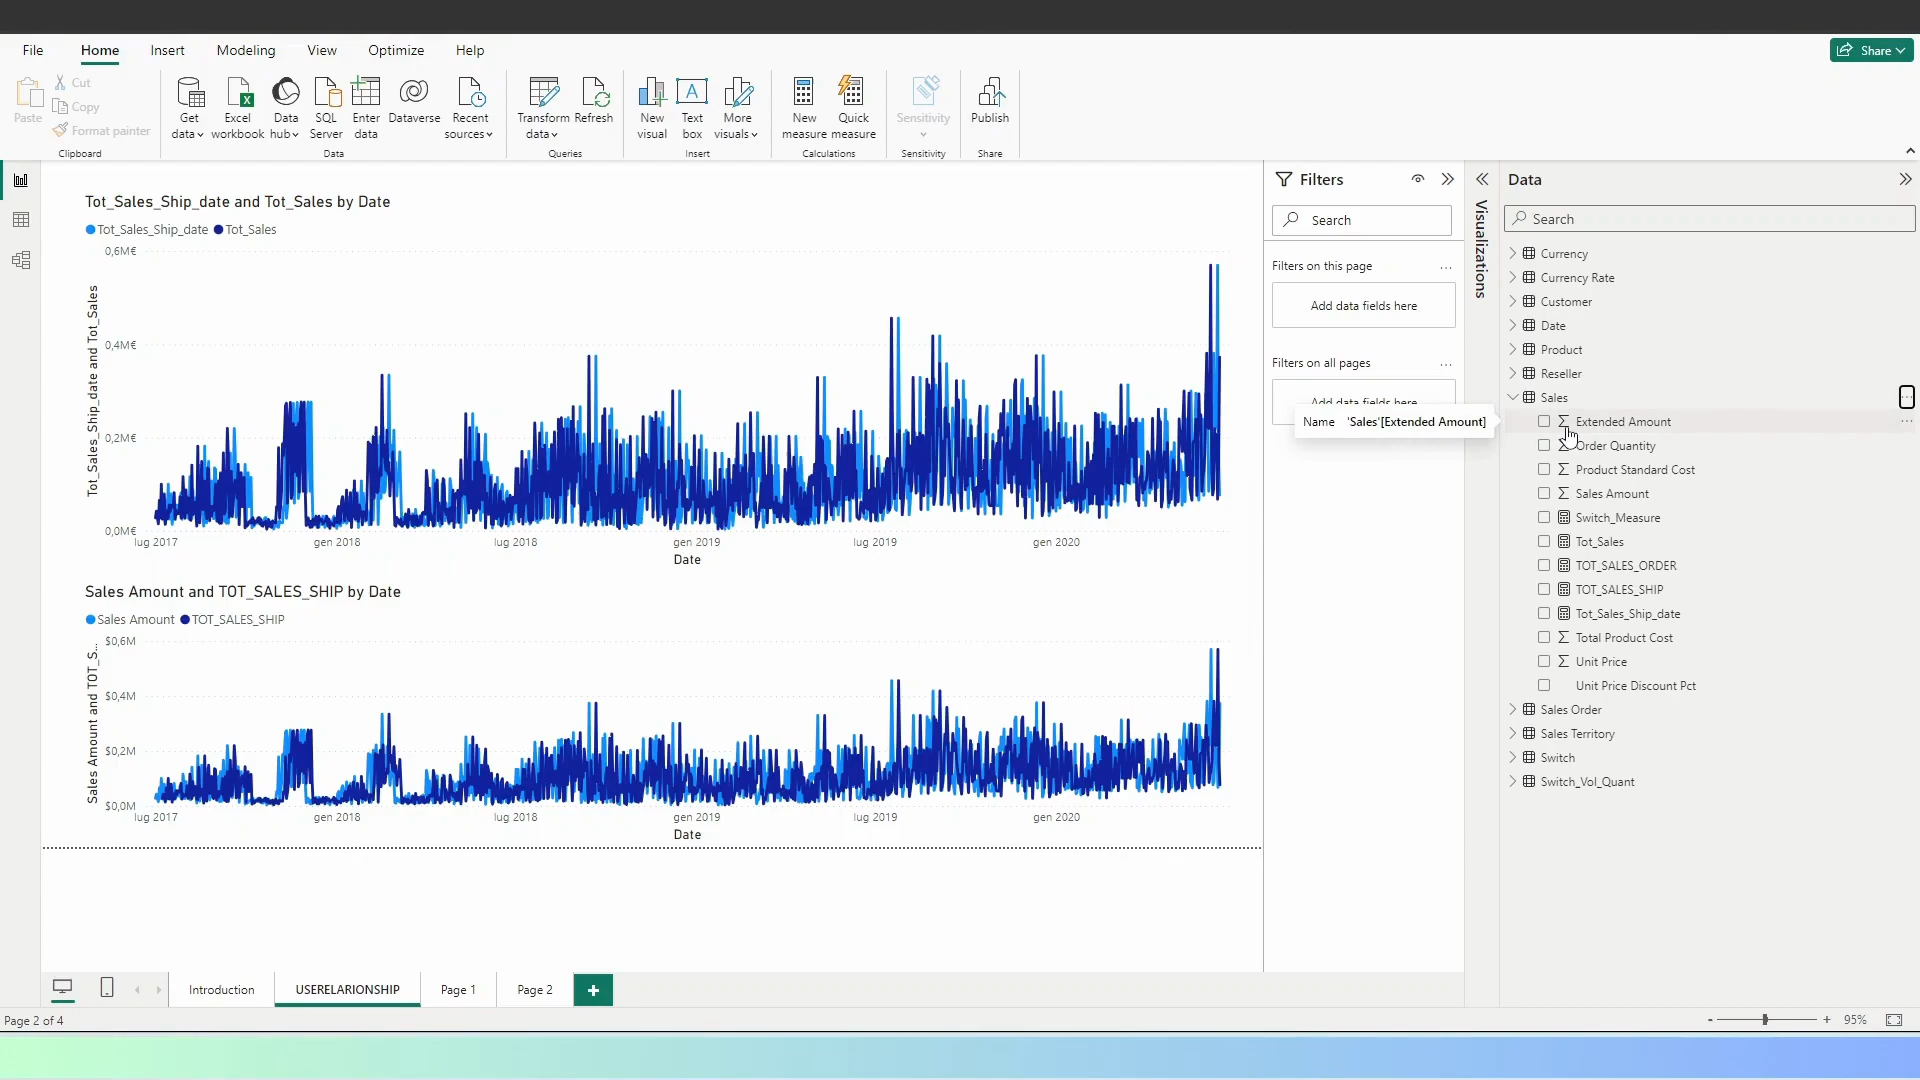 File Home Insert Modeling View Optimize Help
Share
Paste
Cut
Copy
Format painter
Clipboard
Get data
Excel workbook
Data hub
SQL Server
Enter data
Dataverse
Recent sources
Data
Transform data
Refresh
Queries
New visual
Text box
More visuals
Insert
New measure
Quick measure
Calculations
Sensitivity
Sensitivity
Publish
Share
Tot_Sales_Ship_date and Tot_Sales by Date
Tot_Sales_Ship_date Tot_Sales
Tot_Sales_Ship_date and Tot_Sales
0,6M€
0,4M€
0,2M€
0,0M€
lug 2017 gen 2018 lug 2018 gen 2019 lug 2019 gen 2020
Date
Sales Amount and TOT_SALES_SHIP by Date
Sales Amount TOT_SALES_SHIP
Sales Amount and TOT_S...
$0,6M
$0,4M
$0,2M
$0,0M
lug 2017 gen 2018 lug 2018 gen 2019 lug 2019 gen 2020
Date
Filters
Search
Filters on this page ...
Add data fields here
Filters on all pages ...
Add data fields here
Name 'Sales'[Extended Amount]
Visualizations
Data
Search
Currency
Currency Rate
Customer
Date
Product
Reseller
Sales
Extended Amount
Order Quantity
Product Standard Cost
Sales Amount
Switch_Measure
Tot_Sales
TOT_SALES_ORDER
TOT_SALES_SHIP
Tot_Sales_Ship_date
Total Product Cost
Unit Price
Unit Price Discount Pct
Sales Order
Sales Territory
Switch
Switch_Vol_Quant
Introduction USERELARIONSHIP Page 1 Page 2 +
Page 2 of 4
- + 95%